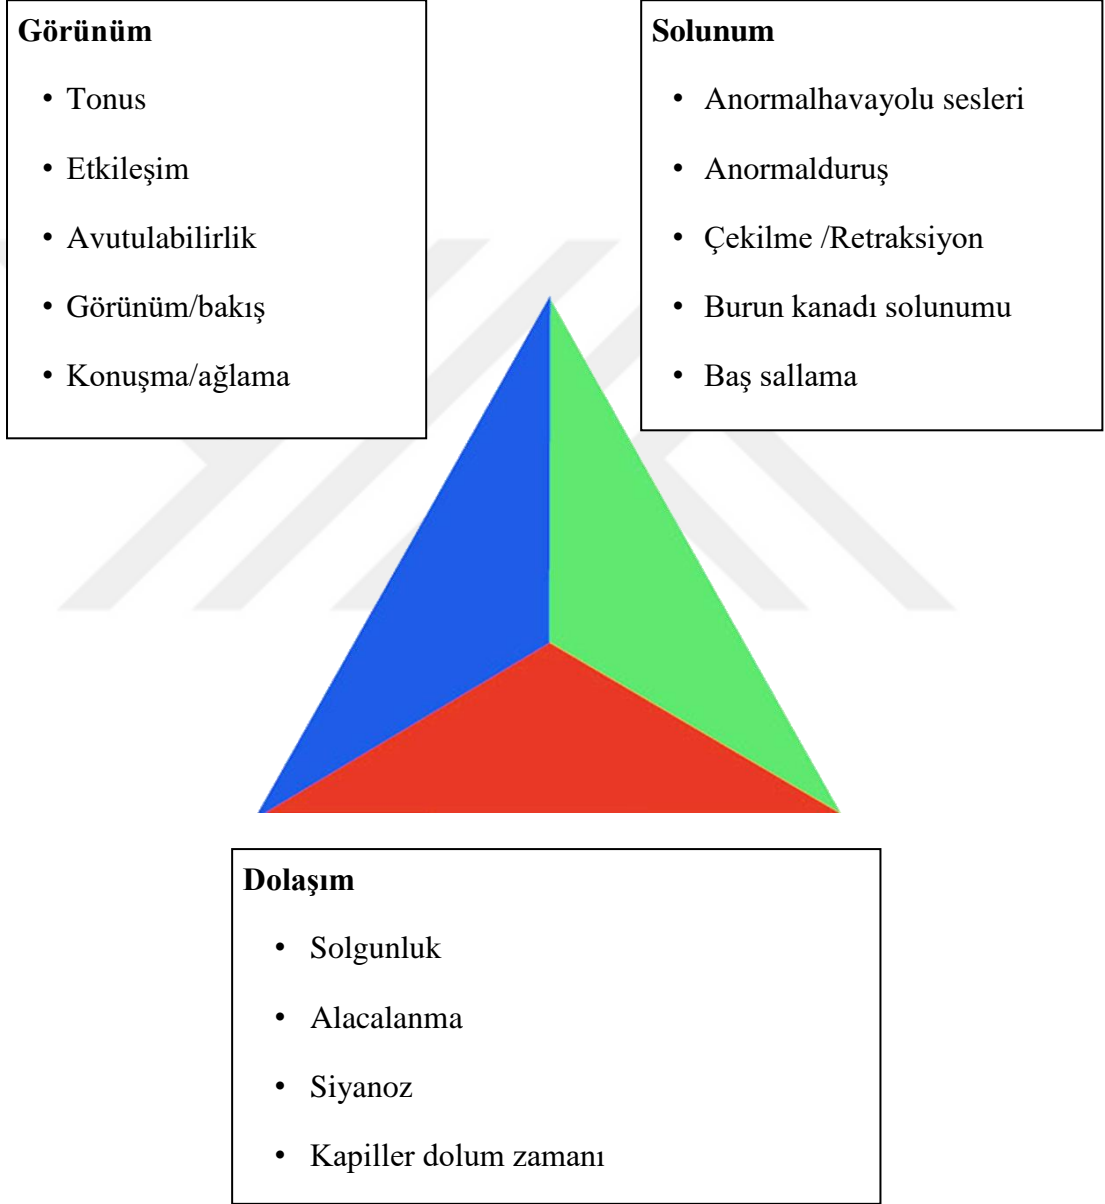 Görünüm
• Tonus
• Etkileşim
• Avutulabilirlik
• Görünüm/bakış
• Konuşma/ağlama
Solunum
• Anormalhavayolu sesleri
• Anormalduruş
• Çekilme /Retraksiyon
• Burun kanadı solunumu
• Baş sallama
Dolaşım
• Solgunluk
• Alacalanma
• Siyanoz
• Kapiller dolum zamanı